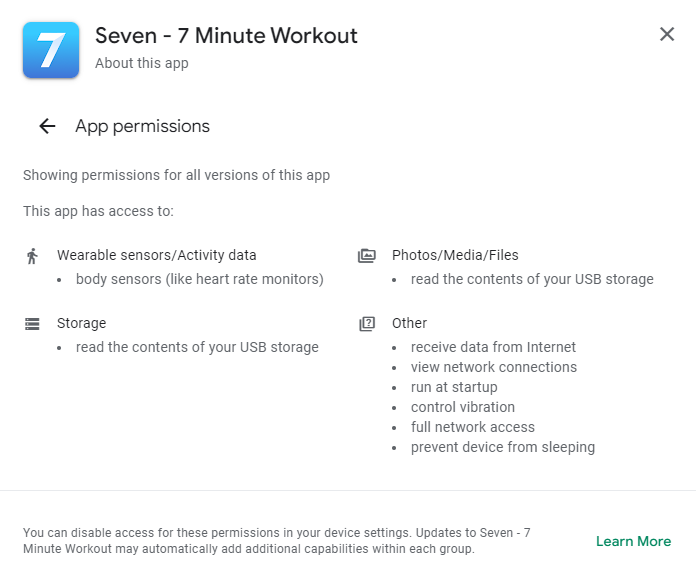 7
Seven - 7 Minute Workout
About this app
App permissions
Showing permissions for all versions of this app
This app has access to:
Wearable sensors/Activity data
• body sensors (like heart rate monitors)
Photos/Media/Files
• read the contents of your USB storage
Storage
• read the contents of your USB storage
Other
• receive data from Internet
• view network connections
• run at startup
• control vibration
• full network access
• prevent device from sleeping
You can disable access for these permissions in your device settings. Updates to Seven - 7
Minute Workout may automatically add additional capabilities within each group.
Learn More